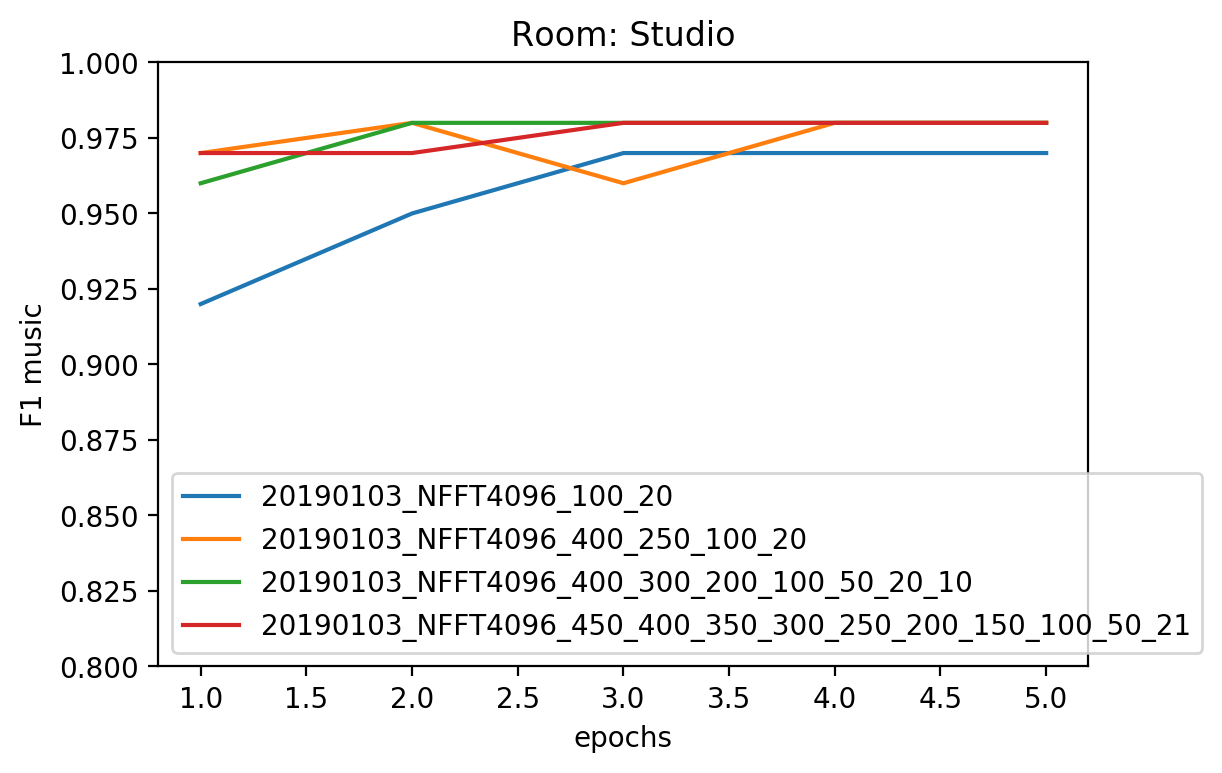 Room: Studio
1.000
0.975
0.950
0.925
0.900
0.875
0.850
0.825
0.800
F1 music
20190103_NFFT4096_100_20
20190103_NFFT4096_400_250_100_20
20190103_NFFT4096_400_300_200_100_50_20_10
20190103_NFFT4096_450_400_350_300_250_200_150_100_50_21
1.0 1.5 2.0 2.5 3.0 3.5 4.0 4.5 5.0
epochs